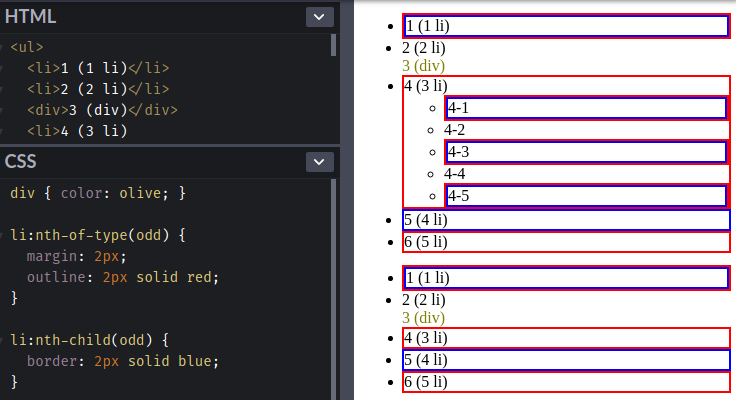 HTML
<ul>
<li>1 (1 li)</li>
<li>2 (2 li)</li>
<div>3 (div)</div>
<li>4 (3 li)
CSS
div { color: olive; }
li:nth-of-type(odd) {
margin: 2px;
outline: 2px solid red;
}
li:nth-child(odd) {
border: 2px solid blue;
}
1 (1 li)
2 (2 li)
3 (div)
4 (3 li)
4-1
4-2
4-3
4-4
4-5
5 (4 li)
6 (5 li)
1 (1 li)
2 (2 li)
3 (div)
4 (3 li)
5 (4 li)
6 (5 li)